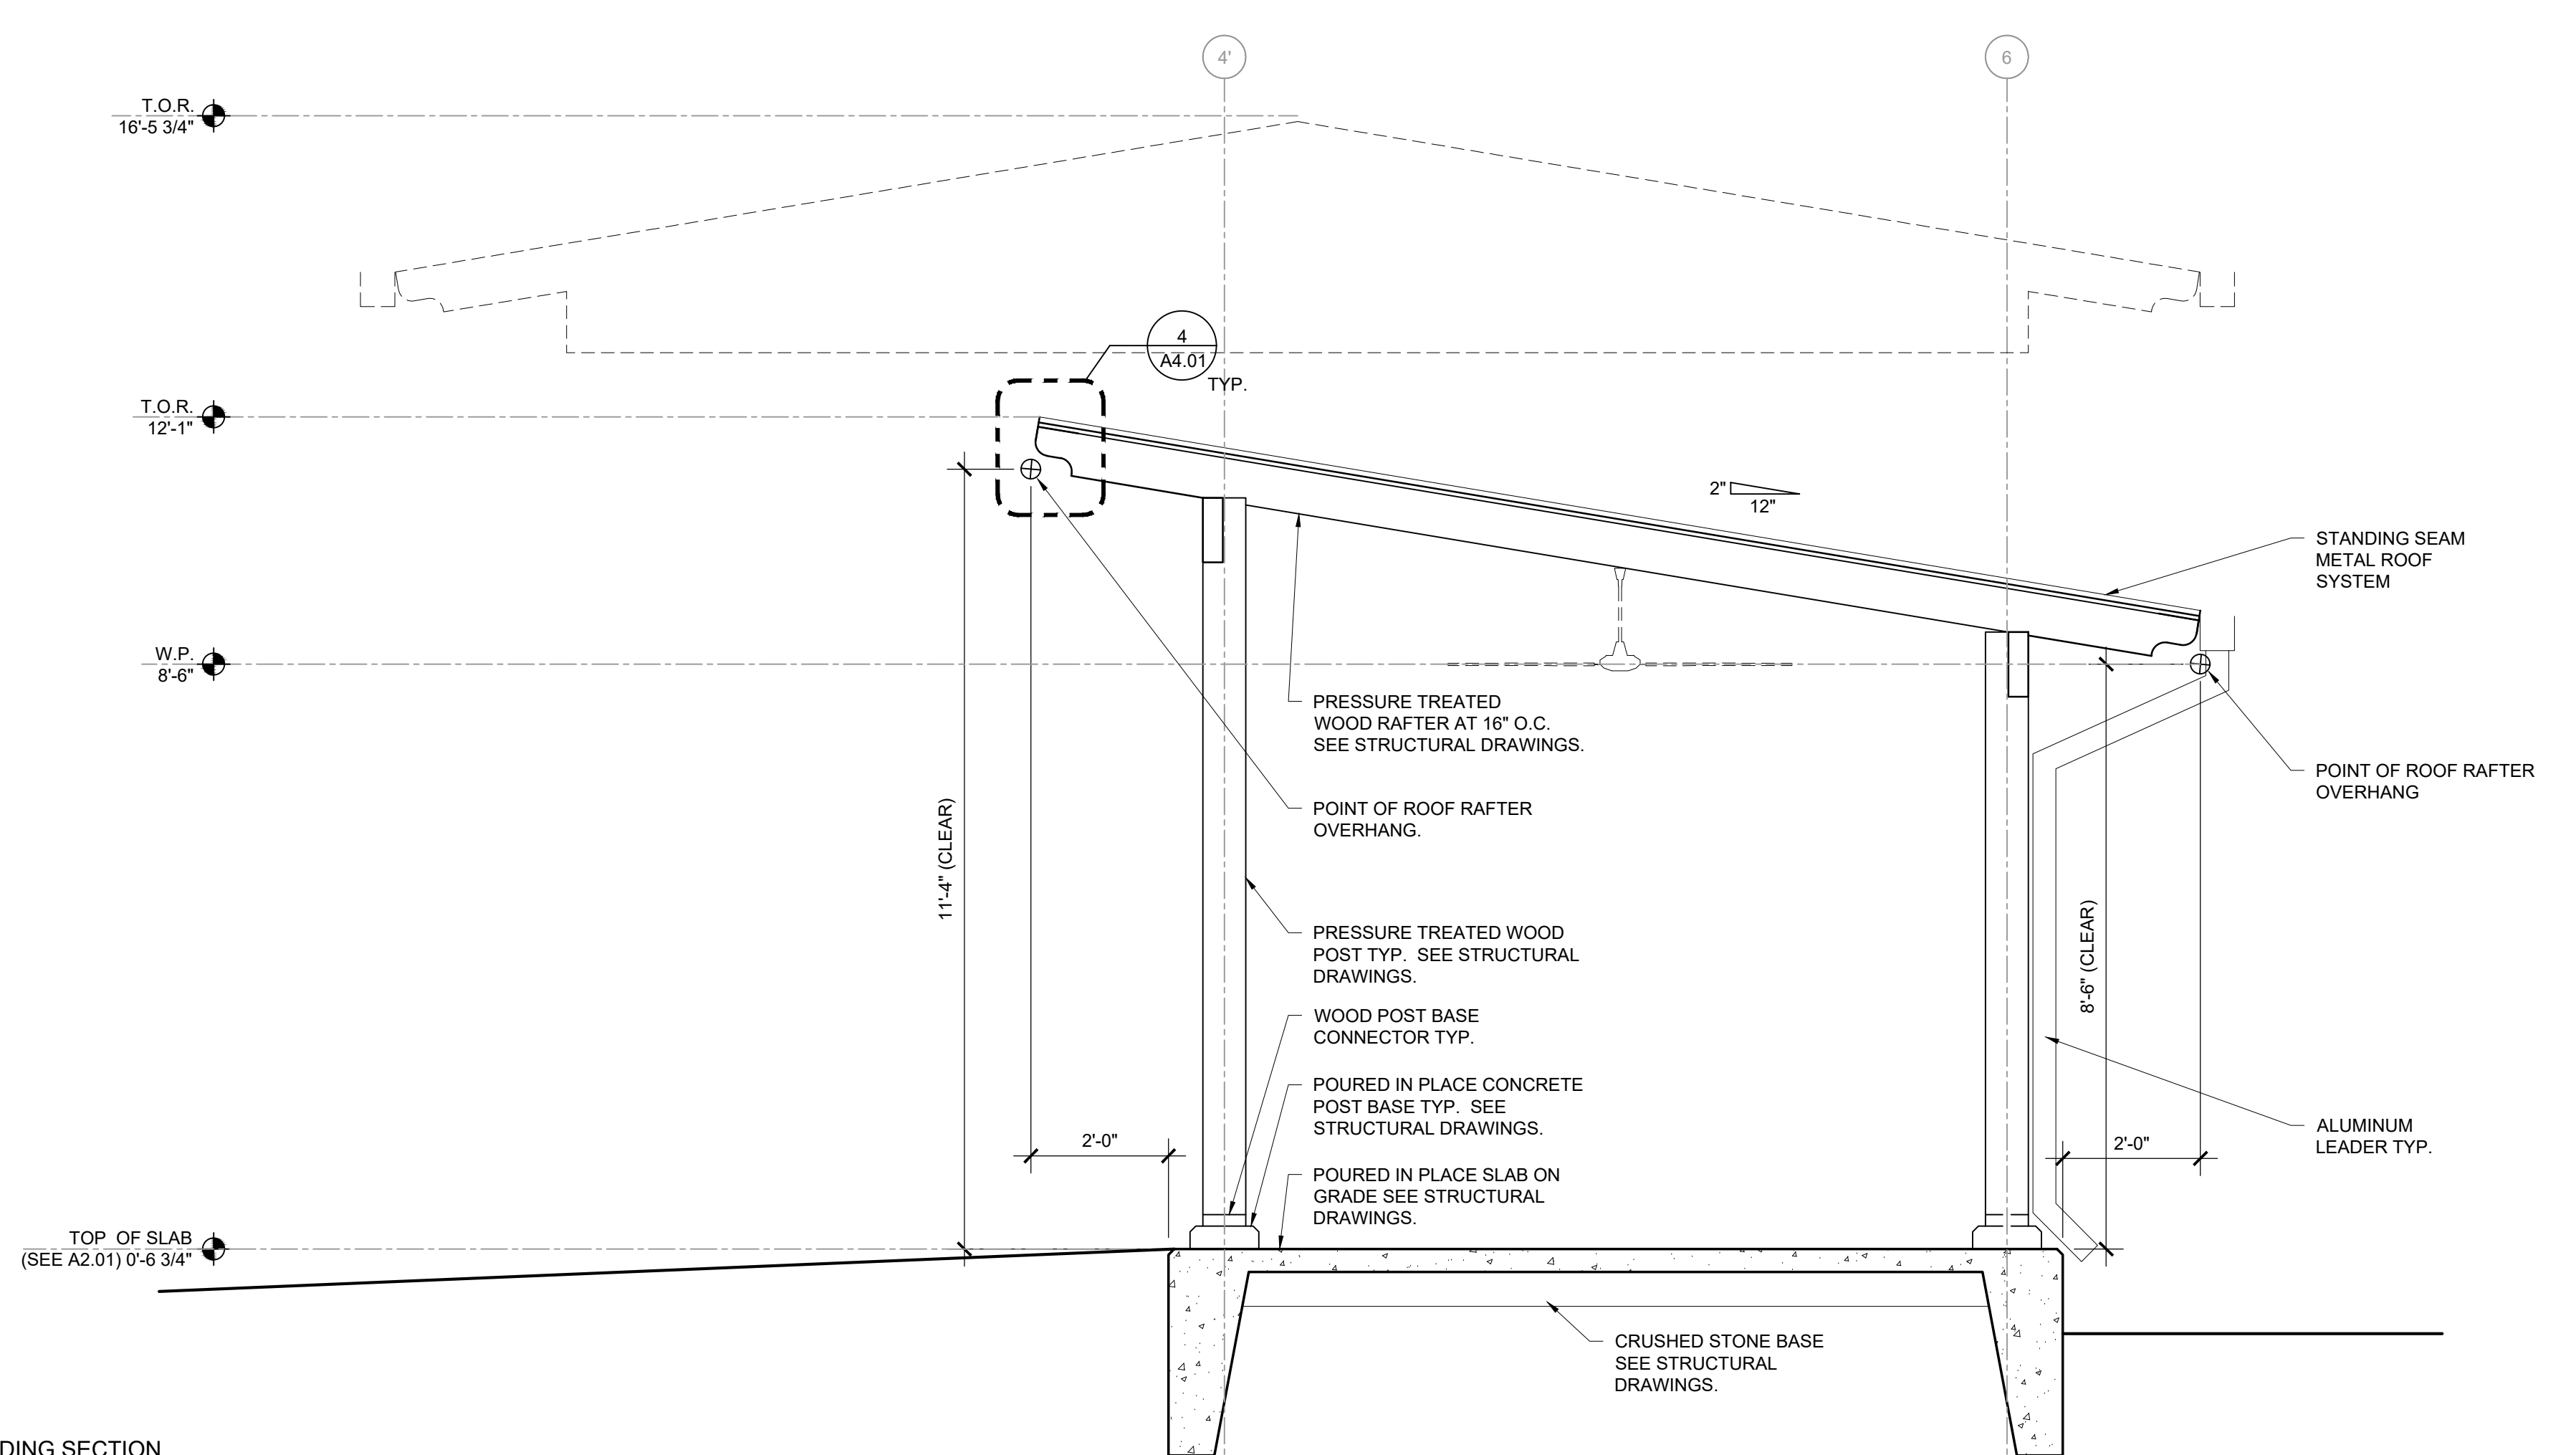 4'
6
T.O.R.
16'-5 3/4"
4
A4.01
TYP.
T.O.R.
12'-1"
2"
12"
STANDING SEAM
METAL ROOF
SYSTEM
W.P.
8'-6"
PRESSURE TREATED
WOOD RAFTER AT 16" O.C.
SEE STRUCTURAL DRAWINGS.
POINT OF ROOF RAFTER
OVERHANG
POINT OF ROOF RAFTER
OVERHANG.
11'-4" (CLEAR)
8'-6" (CLEAR)
PRESSURE TREATED WOOD
POST TYP. SEE STRUCTURAL
DRAWINGS.
WOOD POST BASE
CONNECTOR TYP.
POURED IN PLACE CONCRETE
POST BASE TYP. SEE
STRUCTURAL DRAWINGS.
ALUMINUM
LEADER TYP.
2'-0"
2'-0"
POURED IN PLACE SLAB ON
GRADE SEE STRUCTURAL
DRAWINGS.
TOP OF SLAB
(SEE A2.01) 0'-6 3/4"
CRUSHED STONE BASE
SEE STRUCTURAL
DRAWINGS.
DING SECTION